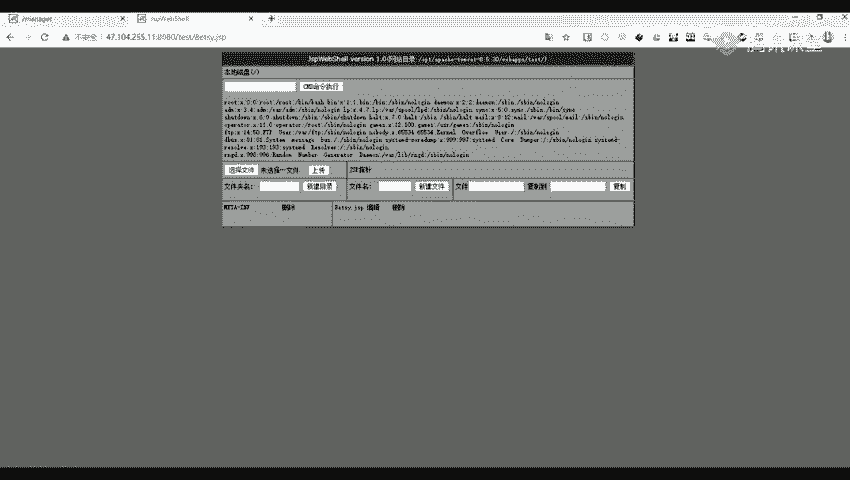 /manager
JspWebShell
不安全 47.104.255.11:8080/test/Betsy.jsp
腾讯课堂
JspWebShell version 1.0(网站目录:/opt/apache-tomcat-8.5.30/webapps/test/)
本地磁盘(/)
CMD命令执行
root:x:0:0:root:/root:/bin/bash bin:x:1:1:bin:/bin:/sbin/nologin daemon:x:2:2:daemon:/sbin:/sbin/nologin
adm:x:3:4:adm:/var/adm:/sbin/nologin lp:x:4:7:lp:/var/spool/lpd:/sbin/nologin sync:x:5:0:sync:/sbin:/bin/sync
shutdown:x:6:0:shutdown:/sbin:/sbin/shutdown halt:x:7:0:halt:/sbin:/sbin/halt mail:x:8:12:mail:/var/spool/mail:/sbin/nologin
operator:x:11:0:operator:/root:/sbin/nologin games:x:12:100:games:/usr/games:/sbin/nologin
ftp:x:14:50:FTP User:/var/ftp:/sbin/nologin nobody:x:65534:65534:Kernel Overflow User:/:/sbin/nologin
dbus:x:81:81:System message bus:/:/sbin/nologin systemd-coredump:x:999:997:systemd Core Dumper:/:/sbin/nologin systemd-
resolve:x:193:193:systemd Resolver:/:/sbin/nologin
rngd:x:998:996:Random Number Generator Daemon:/var/lib/rngd:/sbin/nologin
选择文件 未选择…文件 上传
文件夹名: 新建目录 文件名: 新建文件 文件 复制到 复制
META-INF 删除 Betsy.jsp 编辑 删除